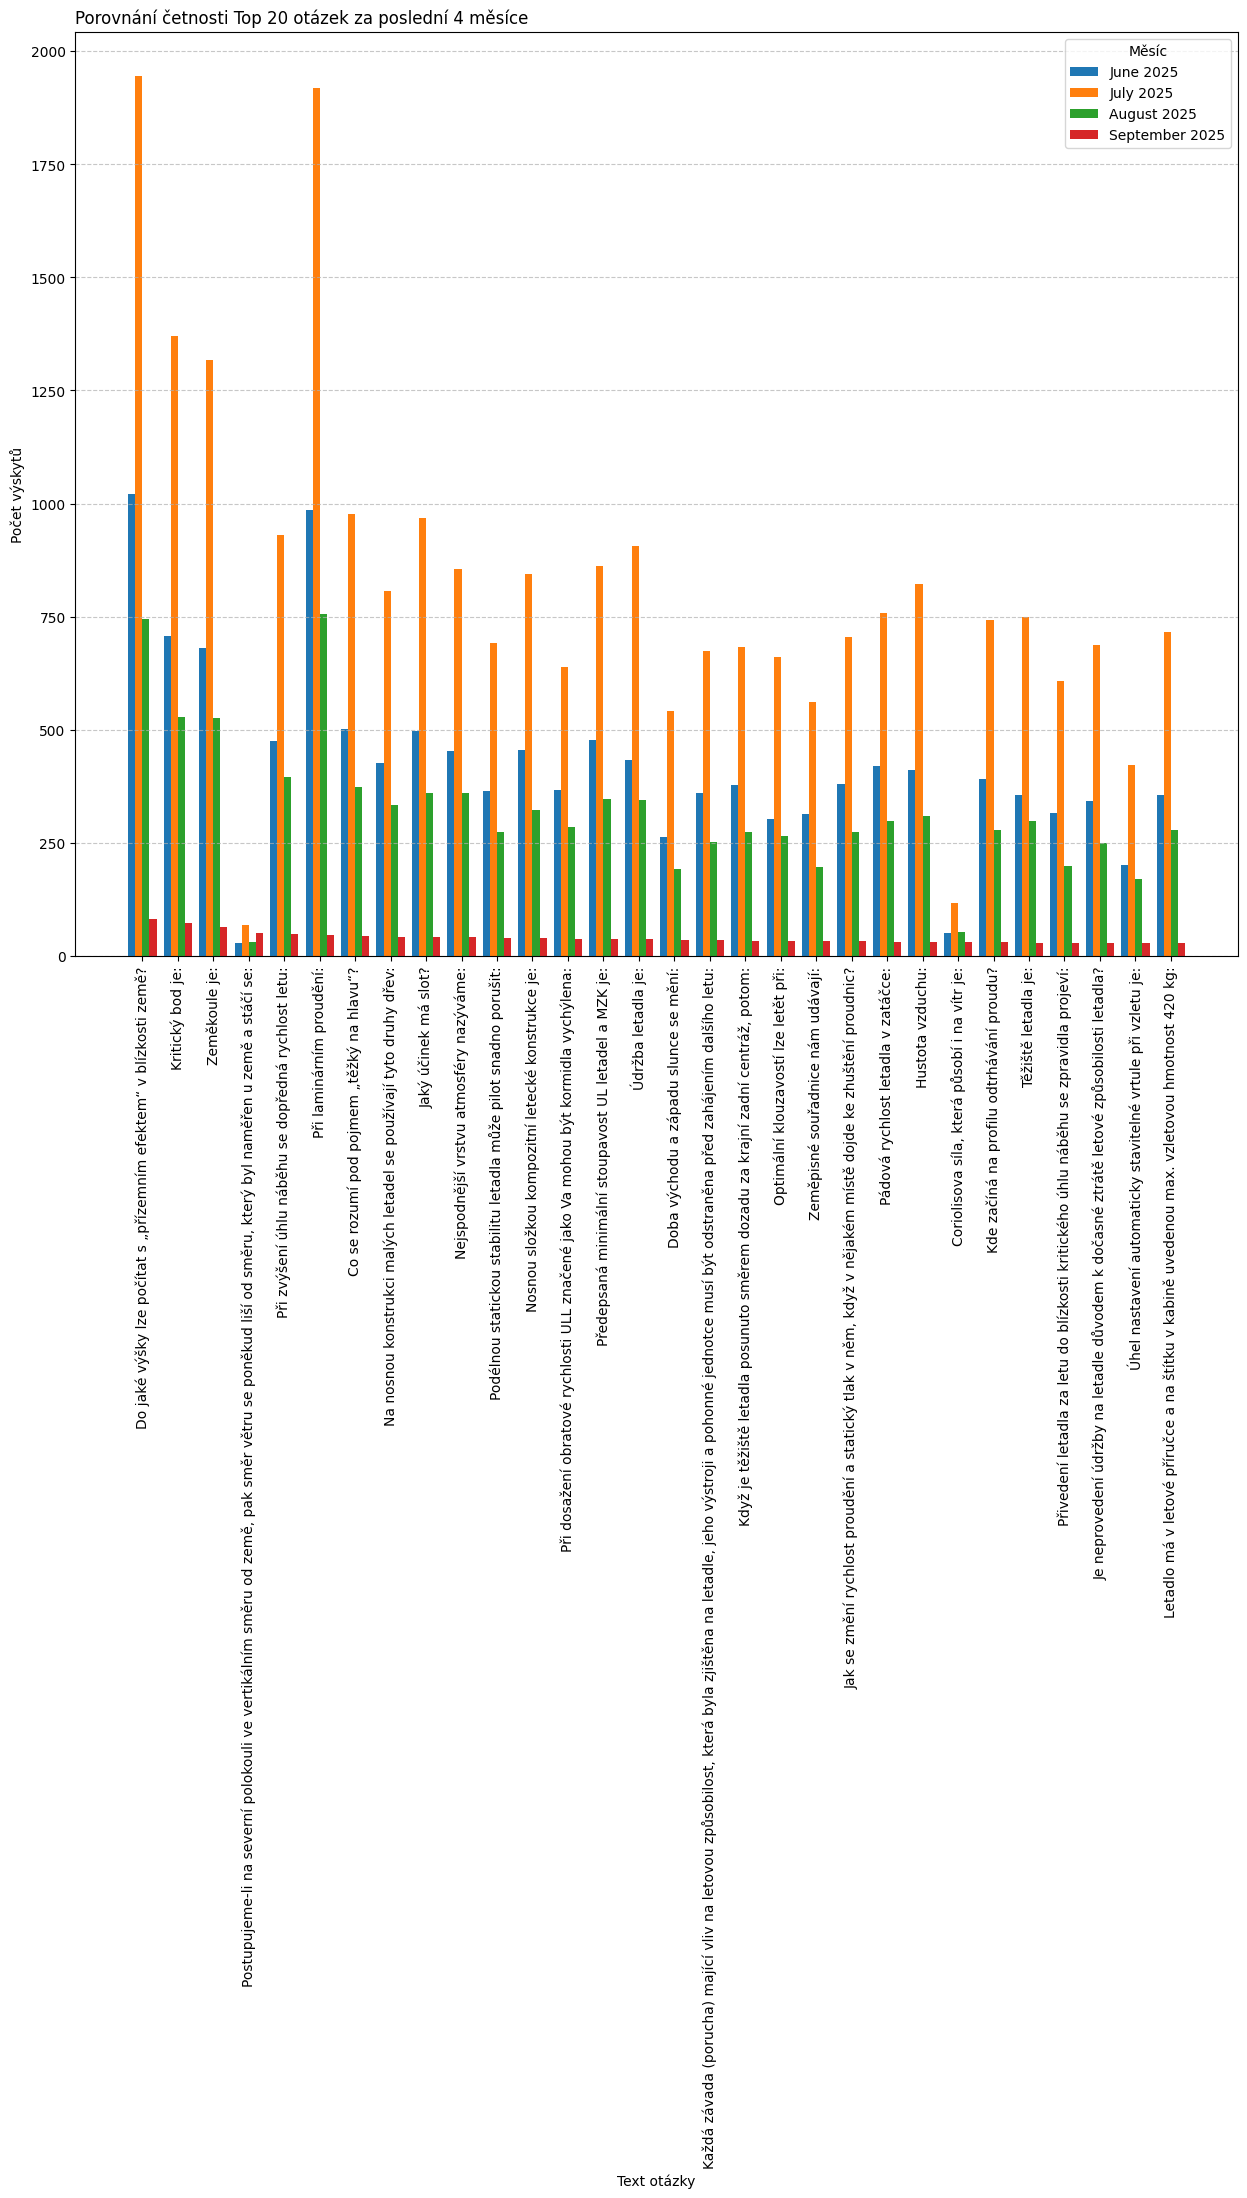 Porovnání četnosti Top 20 otázek za poslední 4 měsíce
Měsíc
June 2025
July 2025
August 2025
September 2025
Počet výskytů
2000
1750
1500
1250
1000
750
500
250
0
Do jaké výšky lze počítat s „přízemním efektem“ v blízkosti země?
Kritický bod je:
Zeměkoule je:
Postupujeme-li na severní polokouli ve vertikálním směru od země, pak směr větru se poněkud liší od směru, který byl naměřen u země a stáčí se:
Při zvýšení úhlu náběhu se dopředná rychlost letu:
Při laminárním proudění:
Co se rozumí pod pojmem „těžký na hlavu“?
Na nosnou konstrukci malých letadel se používají tyto druhy dřev:
Jaký účinek má slot?
Nejspodnější vrstvu atmosféry nazýváme:
Podélnou statickou stabilitu letadla může pilot snadno porušit:
Nosnou složkou kompozitní letecké konstrukce je:
Při dosažení obratové rychlosti ULL značené jako Va mohou být kormidla vychýlena:
Předepsaná minimální stoupavost UL letadel a MZK je:
Údržba letadla je:
Doba východu a západu slunce se mění:
Každá závada (porucha) mající vliv na letovou způsobilost, která byla zjištěna na letadle, jeho výstroji a pohonné jednotce musí být odstraněna před zahájením dalšího letu:
Když je těžiště letadla posunuto směrem dozadu za krajní zadní centráž, potom:
Optimální klouzavostí lze letět při:
Zeměpisné souřadnice nám udávají:
Jak se změní rychlost proudění a statický tlak v něm, když v nějakém místě dojde ke zhuštění proudnic?
Pádová rychlost letadla v zatáčce:
Hustota vzduchu:
Coriolisova síla, která působí i na vítr je:
Kde začíná na profilu odtrhávání proudu?
Těžiště letadla je:
Přivedení letadla za letu do blízkosti kritického úhlu náběhu se zpravidla projeví:
Je neprovedení údržby na letadle důvodem k dočasné ztrátě letové způsobilosti letadla?
Úhel nastavení automaticky stavitelné vrtule při vzletu je:
Letadlo má v letové příručce a na štítku v kabině uvedenou max. vzletovou hmotnost 420 kg:
Text otázky